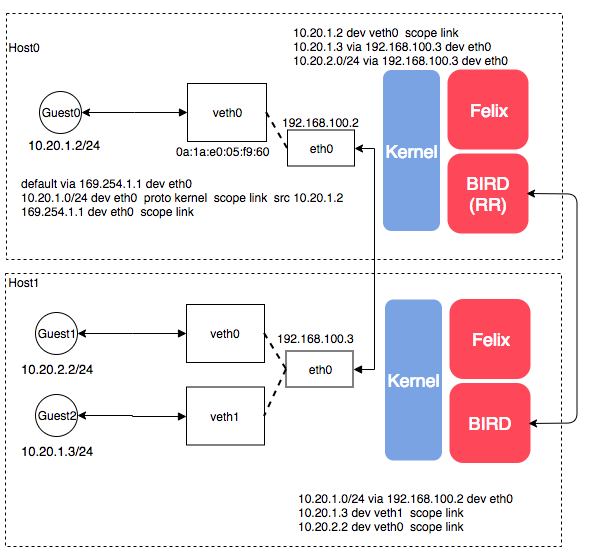 Host0
10.20.1.2 dev veth0 scope link
10.20.1.3 via 192.168.100.3 dev eth0
10.20.2.0/24 via 192.168.100.3 dev eth0
Guest0
10.20.1.2/24
veth0
0a:1a:e0:05:f9:60
192.168.100.2
eth0
Kernel
Felix
BIRD
(RR)
default via 169.254.1.1 dev eth0
10.20.1.0/24 dev eth0 proto kernel scope link src 10.20.1.2
169.254.1.1 dev eth0 scope link
Host1
Guest1
10.20.2.2/24
veth0
Guest2
10.20.1.3/24
veth1
192.168.100.3
eth0
Kernel
Felix
BIRD
10.20.1.0/24 via 192.168.100.2 dev eth0
10.20.1.3 dev veth1 scope link
10.20.2.2 dev veth0 scope link